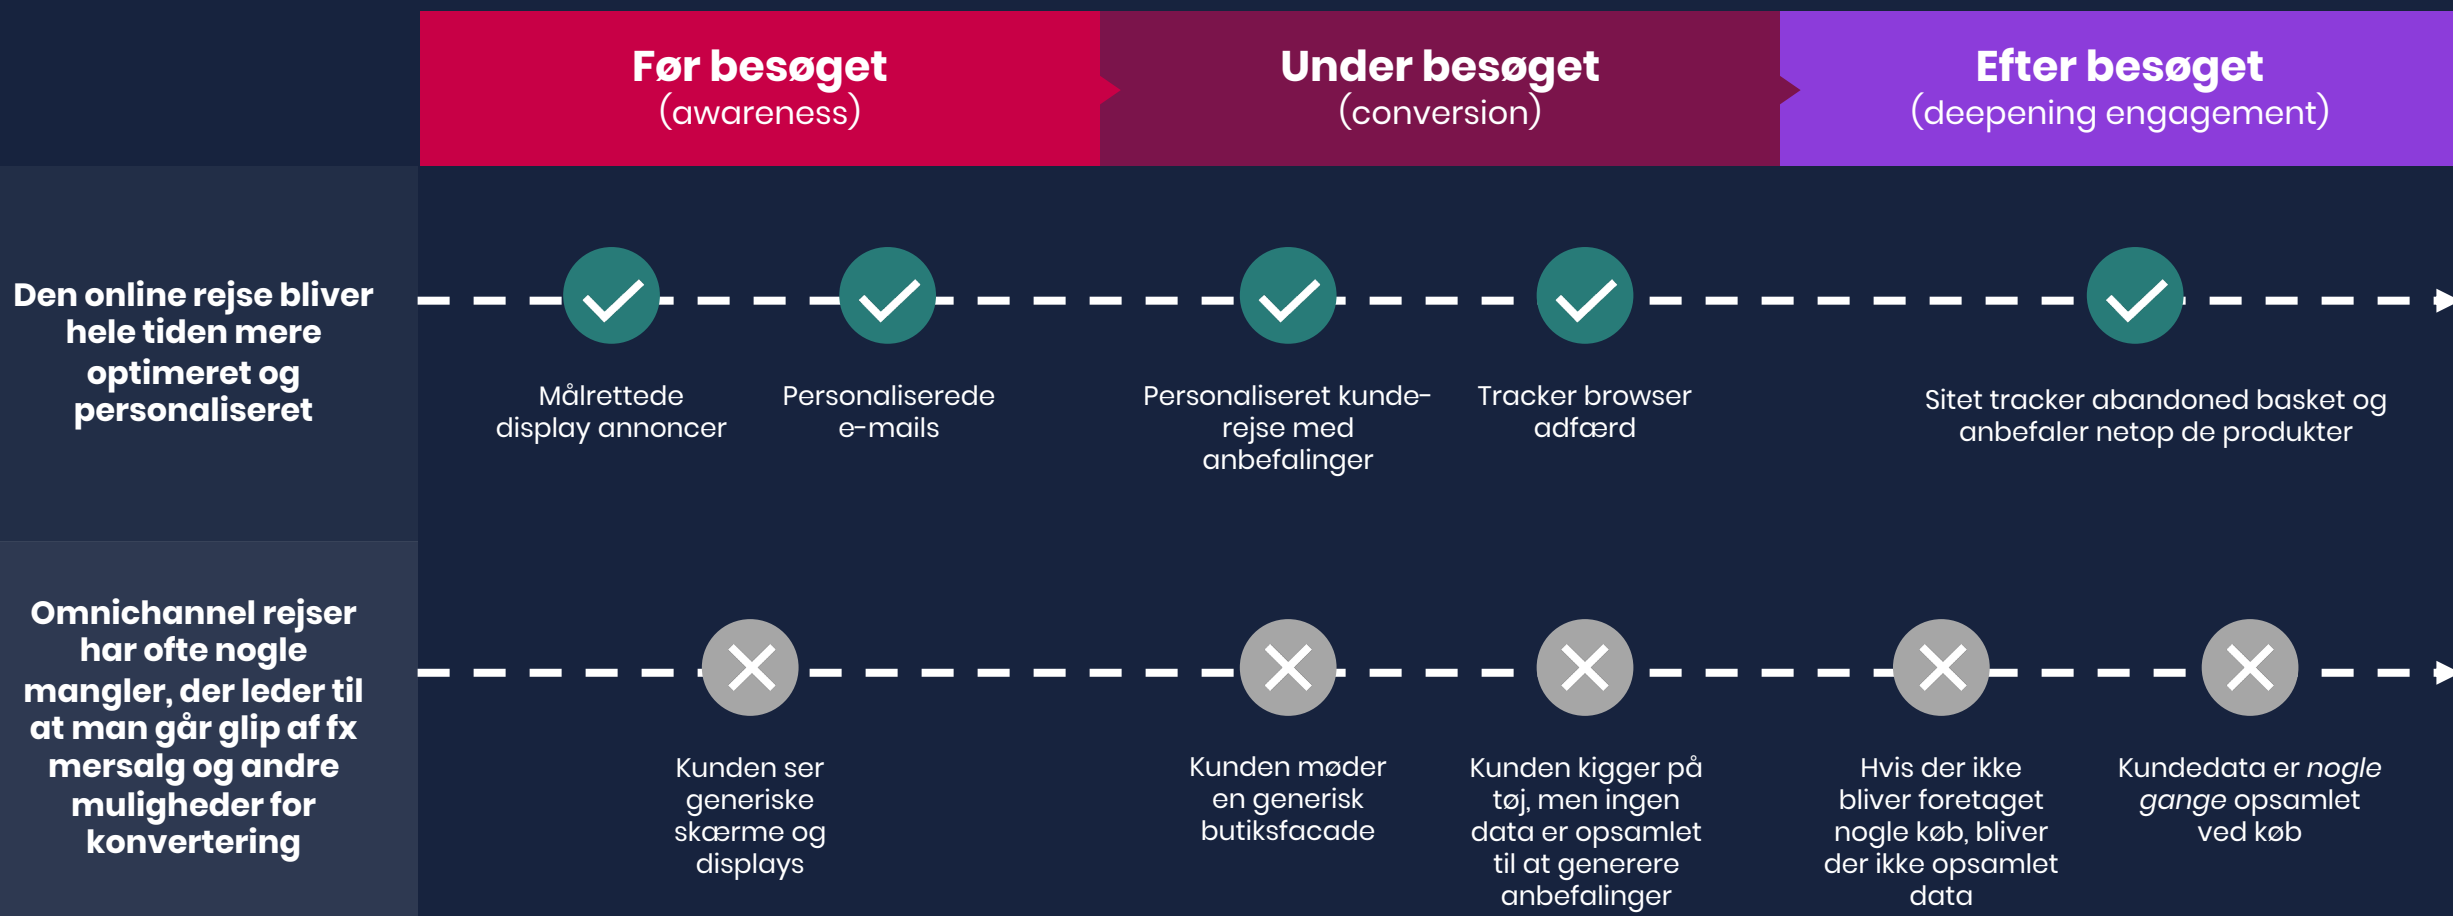 Før besøget
(awareness)
Under besøget
(conversion)
Efter besøget
(deepening engagement)
Den online rejse bliver
hele tiden mere
optimeret og
personaliseret
Målrettede
display annoncer
Personaliserede
e-mails
Personaliseret kunde-
rejse med
anbefalinger
Tracker browser
adfærd
Sitet tracker abandoned basket og
anbefaler netop de produkter
Omnichannel rejser
har ofte nogle
mangler, der leder til
at man går glip af fx
mersalg og andre
muligheder for
konvertering
Kunden ser
generiske
skærme og
displays
Kunden møder
en generisk
butiksfacade
Kunden kigger på
tøj, men ingen
data er opsamlet
til at generere
anbefalinger
Hvis der ikke
bliver foretaget
nogle køb, bliver
der ikke opsamlet
data
Kundedata er nogle
gange opsamlet
ved køb